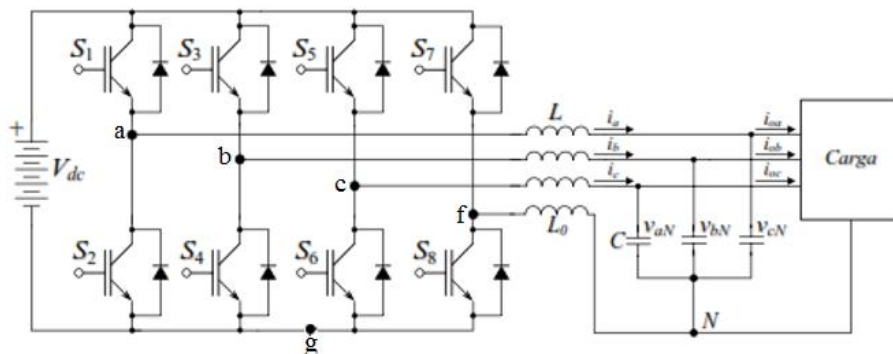 S1 S3 S5 S7
L ia ioa
a
+ ib iob Carga
Vdc b
ic ioc
c
f
S2 S4 S6 S8 L0 C vaN vbN vcN
N
g